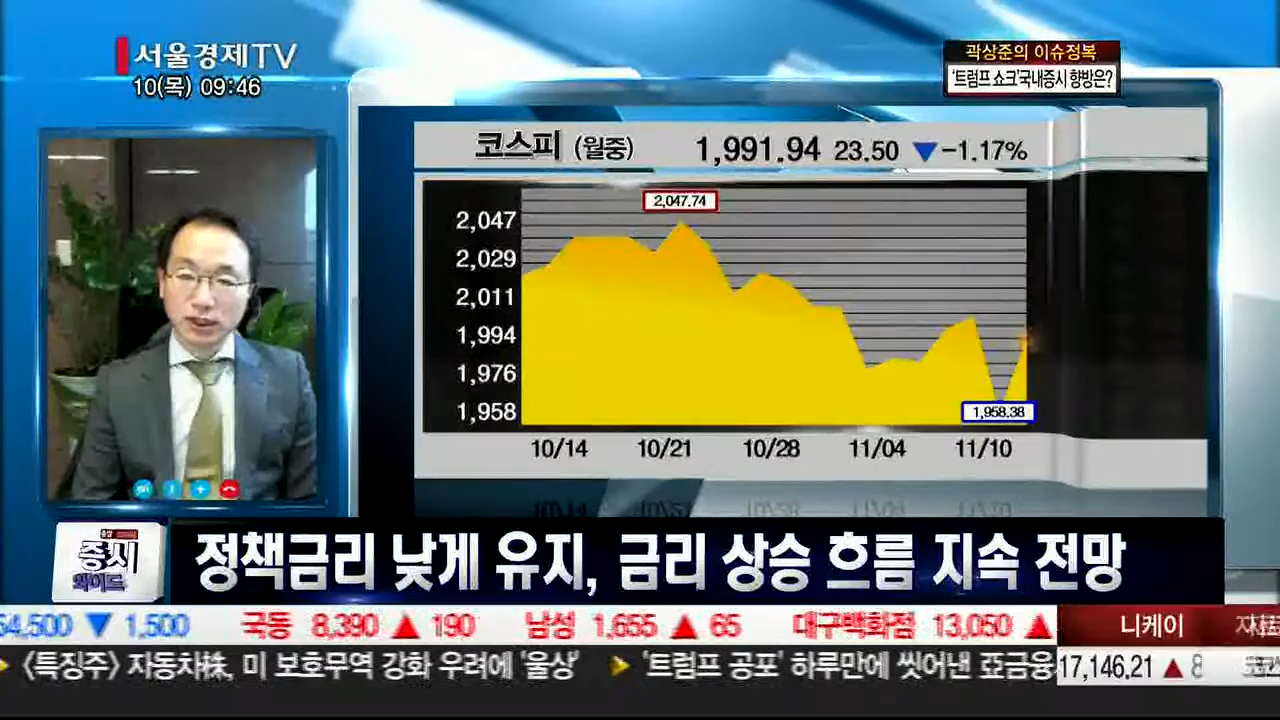 서울경제TV
10(목) 09:46
곽상준의 이슈정복
'트럼프 쇼크'국내증시 향방은?
코스피 (월중) 1,991.94 23.50 ▼-1.17%
2,047.74
2,047
2,029
2,011
1,994
1,976
1,958
1,958.38
10/14 10/21 10/28 11/04 11/10
증시
와이드
정책금리 낮게 유지, 금리 상승 흐름 지속 전망
64,500 ▼ 1,500 국동 8,390 ▲ 190 남성 1,655 ▲ 65 대구백화점 13,050 ▲
니케이
〈특징주〉 자동차株, 미 보호무역 강화 우려에 '울상' ▶ '트럼프 공포' 하루만에 씻어낸 亞금융
17,146.21 ▲ 8